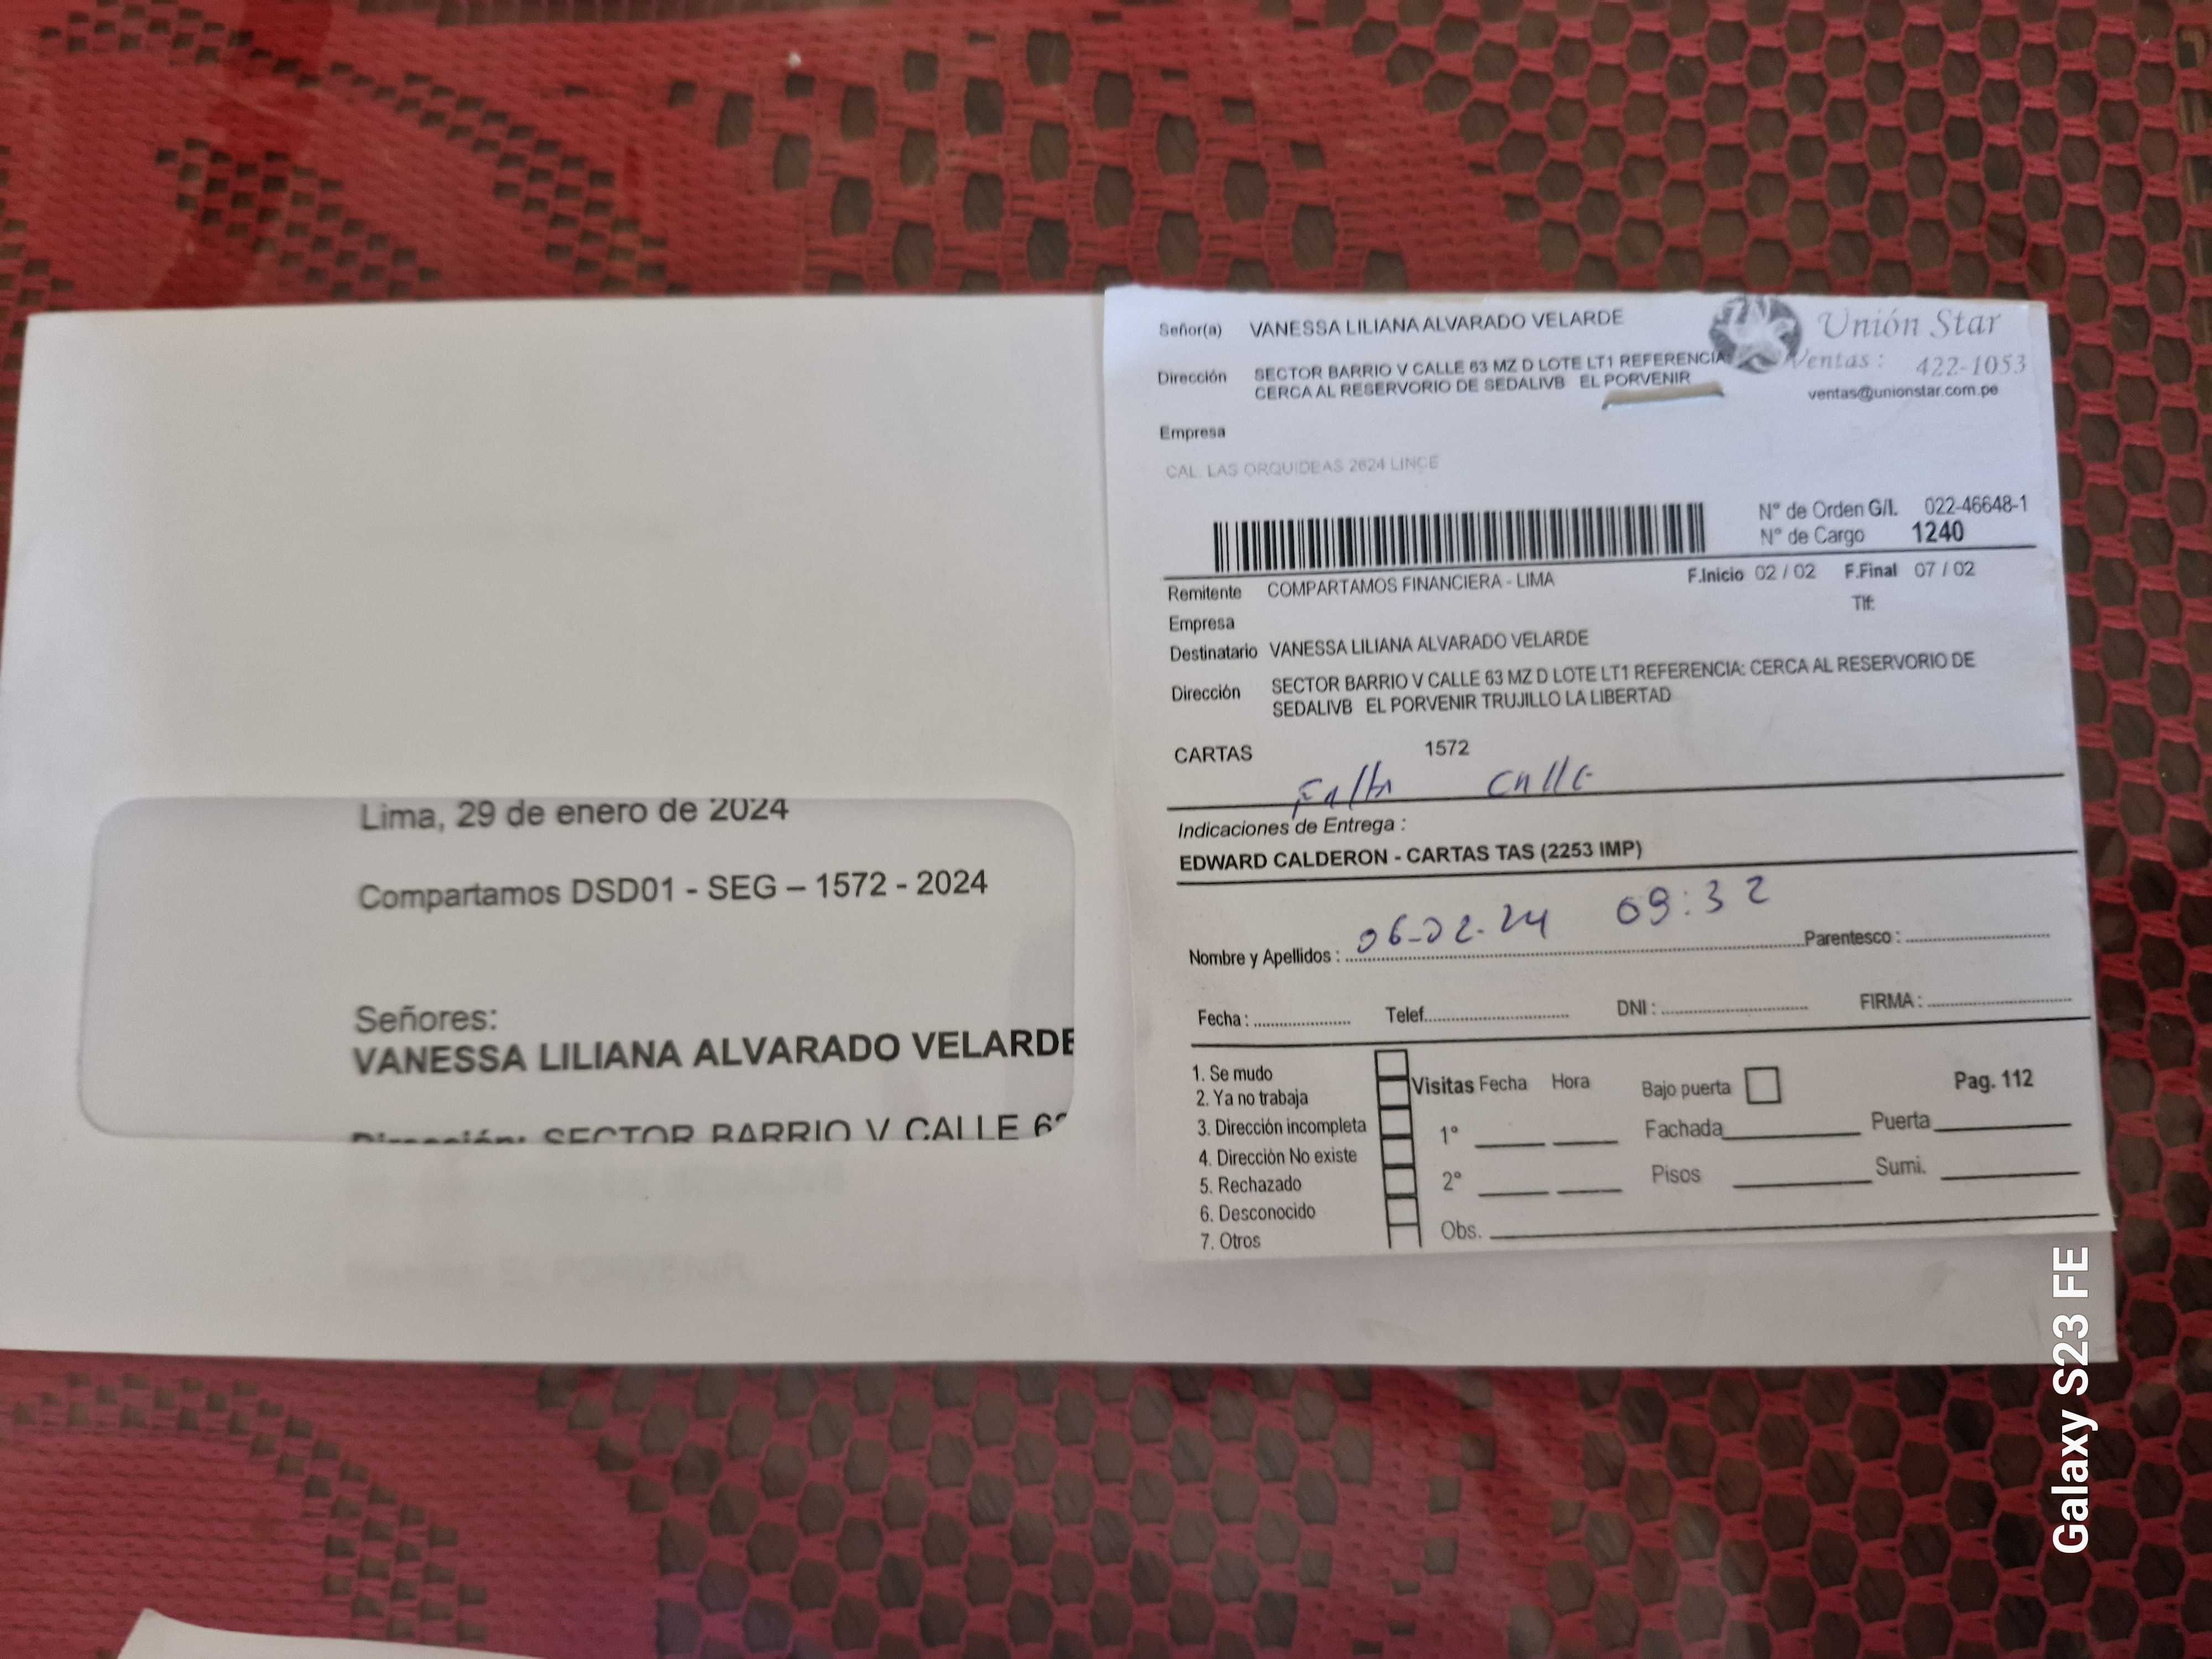 Lima, 29 de enero de 2024
Compartamos DSD01 - SEG – 1572 - 2024
Señores:
VANESSA LILIANA ALVARADO VELARDE
Dirección: SECTOR BARRIO V CALLE 63
Señor(a) VANESSA LILIANA ALVARADO VELARDE
Unión Star
Ventas : 422-1053
ventas@unionstar.com.pe
Dirección SECTOR BARRIO V CALLE 63 MZ D LOTE LT1 REFERENCIA
CERCA AL RESERVORIO DE SEDALIVB EL PORVENIR
Empresa
CAL. LAS ORQUIDEAS 2624 LINCE
N° de Orden G/I. 022-46648-1
N° de Cargo 1240
Remitente COMPARTAMOS FINANCIERA - LIMA F.Inicio 02 / 02 F.Final 07 / 02
Empresa Tlf:
Destinatario VANESSA LILIANA ALVARADO VELARDE
Dirección SECTOR BARRIO V CALLE 63 MZ D LOTE LT1 REFERENCIA: CERCA AL RESERVORIO DE
SEDALIVB EL PORVENIR TRUJILLO LA LIBERTAD
CARTAS 1572
Falta calle
Indicaciones de Entrega :
EDWARD CALDERON - CARTAS TAS (2253 IMP)
06-02-24 09:32
Nombre y Apellidos : Parentesco :
Fecha : Telef. DNI : FIRMA :
1. Se mudo
2. Ya no trabaja
3. Dirección incompleta
4. Dirección No existe
5. Rechazado
6. Desconocido
7. Otros
Visitas Fecha Hora Bajo puerta Pag. 112
1° Fachada Puerta
2° Pisos Sumi.
Obs.
Galaxy S23 FE